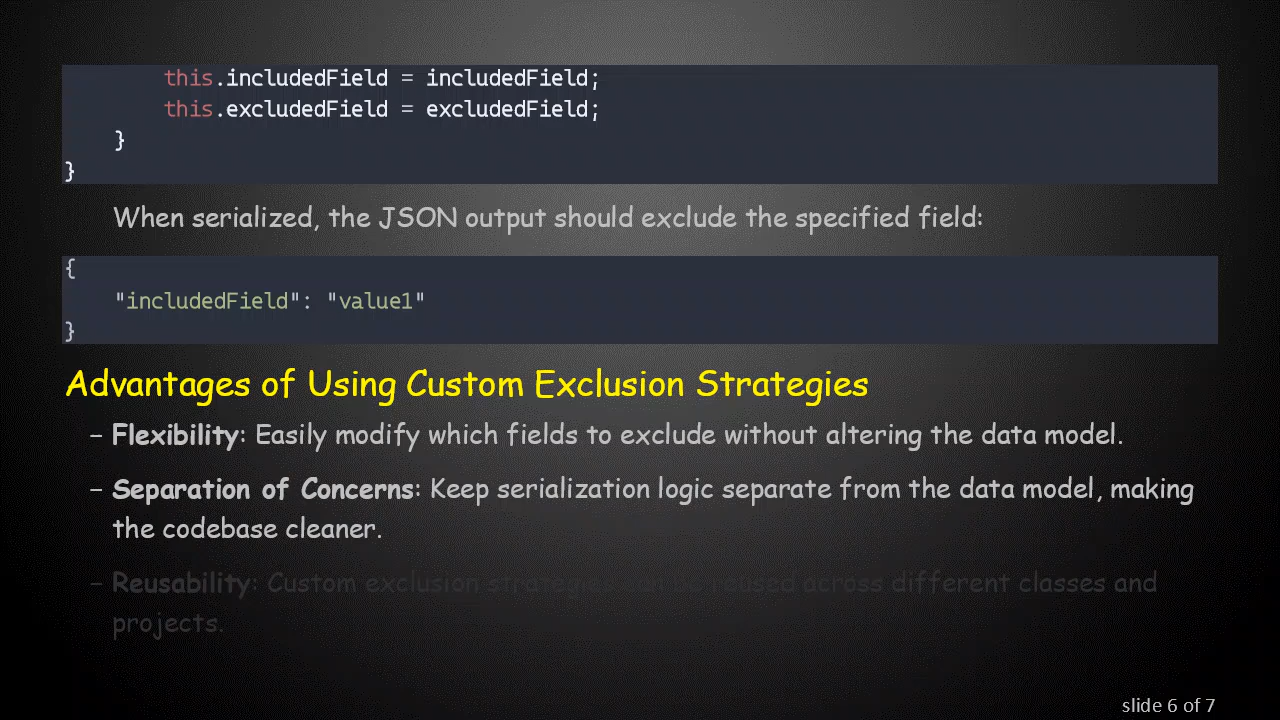 this.includedField = includedField;
this.excludedField = excludedField;
}
}
When serialized, the JSON output should exclude the specified field:
{
"includedField": "value1"
}
Advantages of Using Custom Exclusion Strategies
– Flexibility: Easily modify which fields to exclude without altering the data model.
– Separation of Concerns: Keep serialization logic separate from the data model, making
the codebase cleaner.
– Reusability: Custom exclusion strategies reused across different classes and
projects.
slide 6 of 7